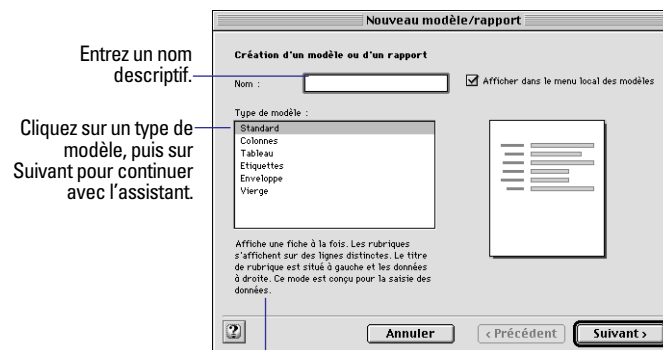 Nouveau modèle/rapport
Entrez un nom
descriptif.
Création d'un modèle ou d'un rapport
Nom :
Afficher dans le menu local des modèles
Cliquez sur un type de
modèle, puis sur
Suivant pour continuer
avec l'assistant.
Type de modèle :
Standard
Colonnes
Tableau
Etiquettes
Enveloppe
Vierge
Affiche une fiche à la fois. Les rubriques
s'affichent sur des lignes distinctes. Le titre
de rubrique est situé à gauche et les données
à droite. Ce mode est conçu pour la saisie des
données.
?
Annuler
‹ Précédent
Suivant ›